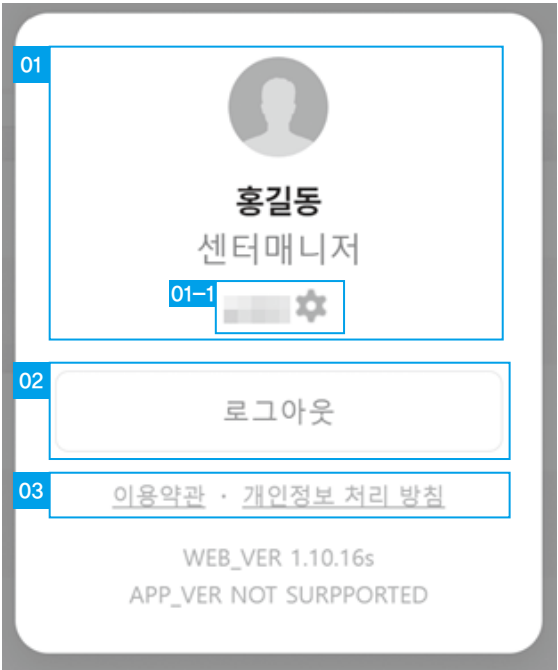 01
홍길동
센터매니저
01-1
02
로그아웃
03
이용약관 · 개인정보 처리 방침
WEB_VER 1.10.16s
APP_VER NOT SURPPORTED